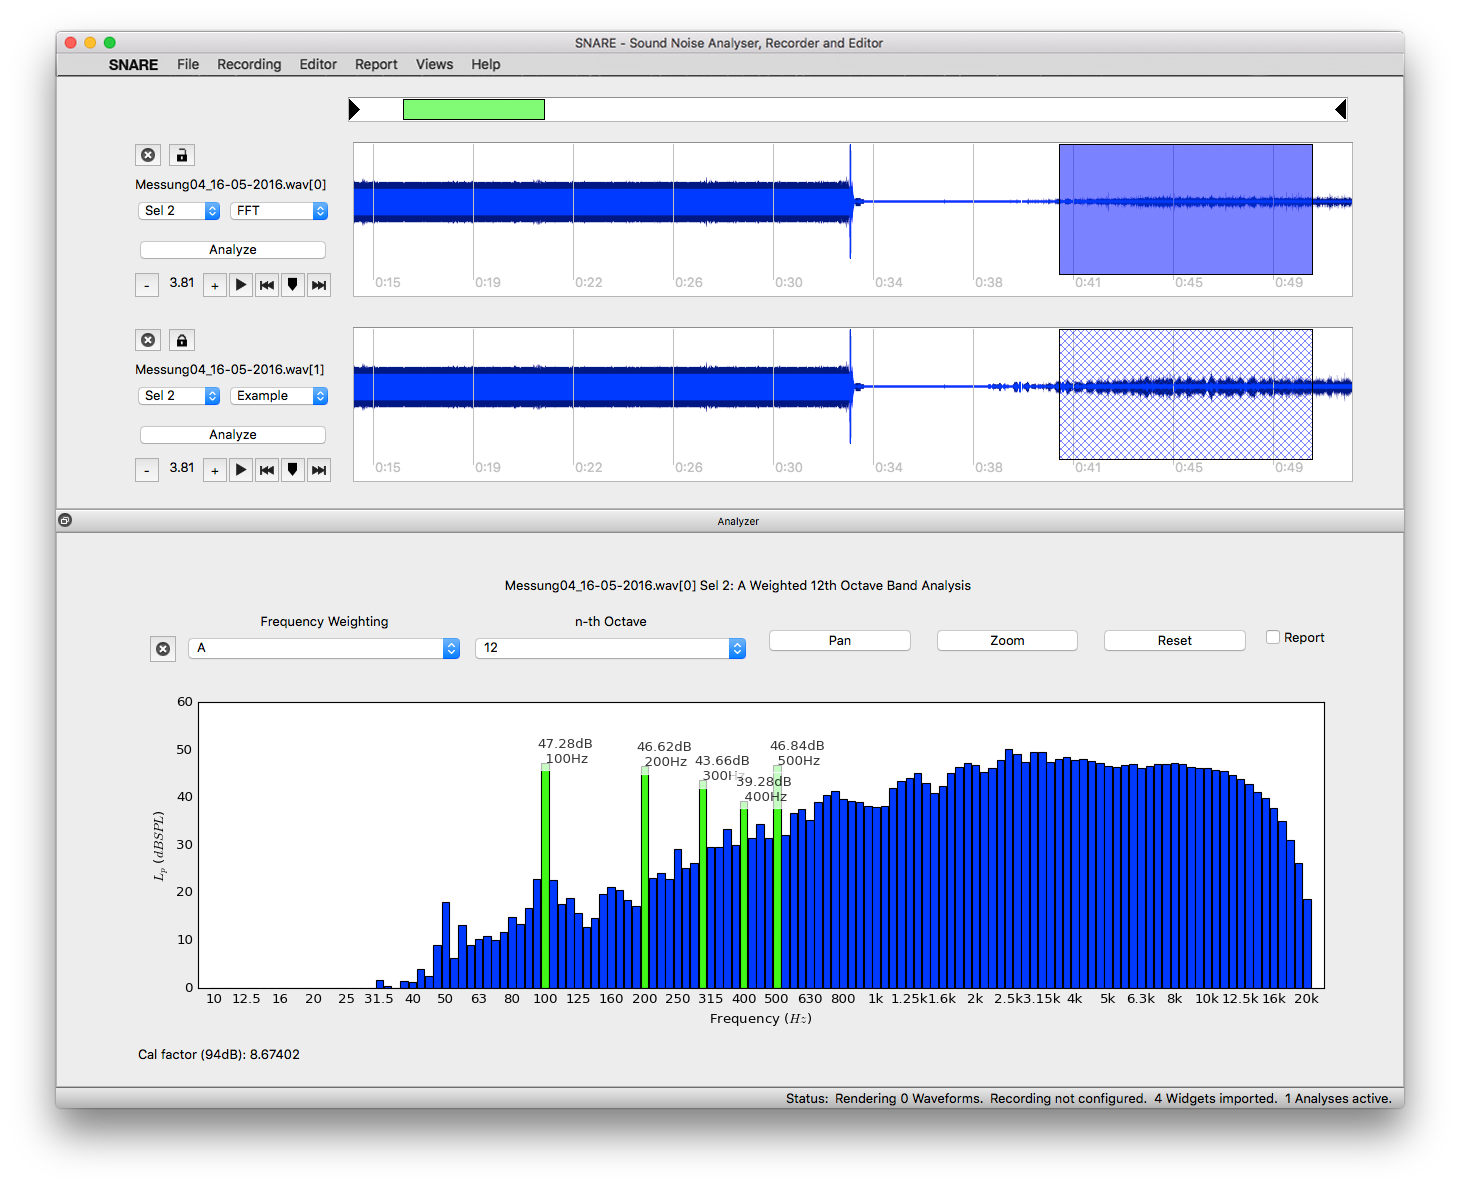 SNARE - Sound Noise Analyser, Recorder and Editor
SNARE File Recording Editor Report Views Help
Messung04_16-05-2016.wav[0]
Sel 2 FFT
Analyze
- 3.81 +
0:15 0:19 0:22 0:26 0:30 0:34 0:38 0:41 0:45 0:49
Messung04_16-05-2016.wav[1]
Sel 2 Example
Analyze
- 3.81 +
0:15 0:19 0:22 0:26 0:30 0:34 0:38 0:41 0:45 0:49
Analyzer
Messung04_16-05-2016.wav[0] Sel 2: A Weighted 12th Octave Band Analysis
Frequency Weighting n-th Octave
A 12 Pan Zoom Reset Report
60
50
40
30
20
10
0
L_p (dBSPL)
47.28dB
100Hz
46.62dB
200Hz
43.66dB
300Hz
39.28dB
400Hz
46.84dB
500Hz
10 12.5 16 20 25 31.5 40 50 63 80 100 125 160 200 250 315 400 500 630 800 1k 1.25k 1.6k 2k 2.5k 3.15k 4k 5k 6.3k 8k 10k 12.5k 16k 20k
Frequency (Hz)
Cal factor (94dB): 8.67402
Status: Rendering 0 Waveforms. Recording not configured. 4 Widgets imported. 1 Analyses active.